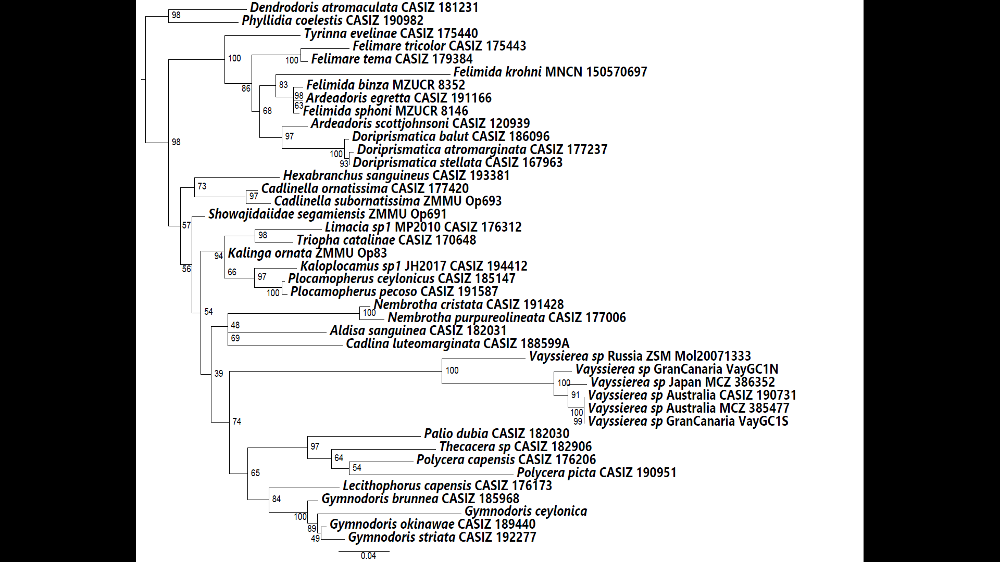 Dendrodoris atromaculata CASIZ 181231
98
Phyllidia coelestis CASIZ 190982
Tyrinna evelinae CASIZ 175440
Felimare tricolor CASIZ 175443
100
100
Felimare tema CASIZ 179384
Felimida krohni MNCN 150570697
86
83
Felimida binza MZUCR 8352
98
Ardeadoris egretta CASIZ 191166
63
68
Felimida sphoni MZUCR 8146
Ardeadoris scottjohnsoni CASIZ 120939
98
97
Doriprismatica balut CASIZ 186096
100
Doriprismatica atromarginata CASIZ 177237
93
Doriprismatica stellata CASIZ 167963
Hexabranchus sanguineus CASIZ 193381
73
Cadlinella ornatissima CASIZ 177420
97
Cadlinella subornatissima ZMMU Op693
Showajidaiidae segamiensis ZMMU Op691
57
Limacia sp1 MP2010 CASIZ 176312
98
Triopha catalinae CASIZ 170648
94
Kalinga ornata ZMMU Op83
56
66
Kaloplocamus sp1 JH2017 CASIZ 194412
97
Plocamopherus ceylonicus CASIZ 185147
100
Plocamopherus pecoso CASIZ 191587
54
Nembrotha cristata CASIZ 191428
100
Nembrotha purpureolineata CASIZ 177006
48
Aldisa sanguinea CASIZ 182031
69
Cadlina luteomarginata CASIZ 188599A
Vayssierea sp Russia ZSM Mol20071333
39
100
Vayssierea sp GranCanaria VayGC1N
100
Vayssierea sp Japan MCZ 386352
91
Vayssierea sp Australia CASIZ 190731
100
Vayssierea sp Australia MCZ 385477
74
99
Vayssierea sp GranCanaria VayGC1S
Palio dubia CASIZ 182030
97
Thecacera sp CASIZ 182906
64
Polycera capensis CASIZ 176206
54
65
Polycera picta CASIZ 190951
Lecithophorus capensis CASIZ 176173
84
Gymnodoris brunnea CASIZ 185968
100
Gymnodoris ceylonica
89
Gymnodoris okinawae CASIZ 189440
49
Gymnodoris striata CASIZ 192277
0.04